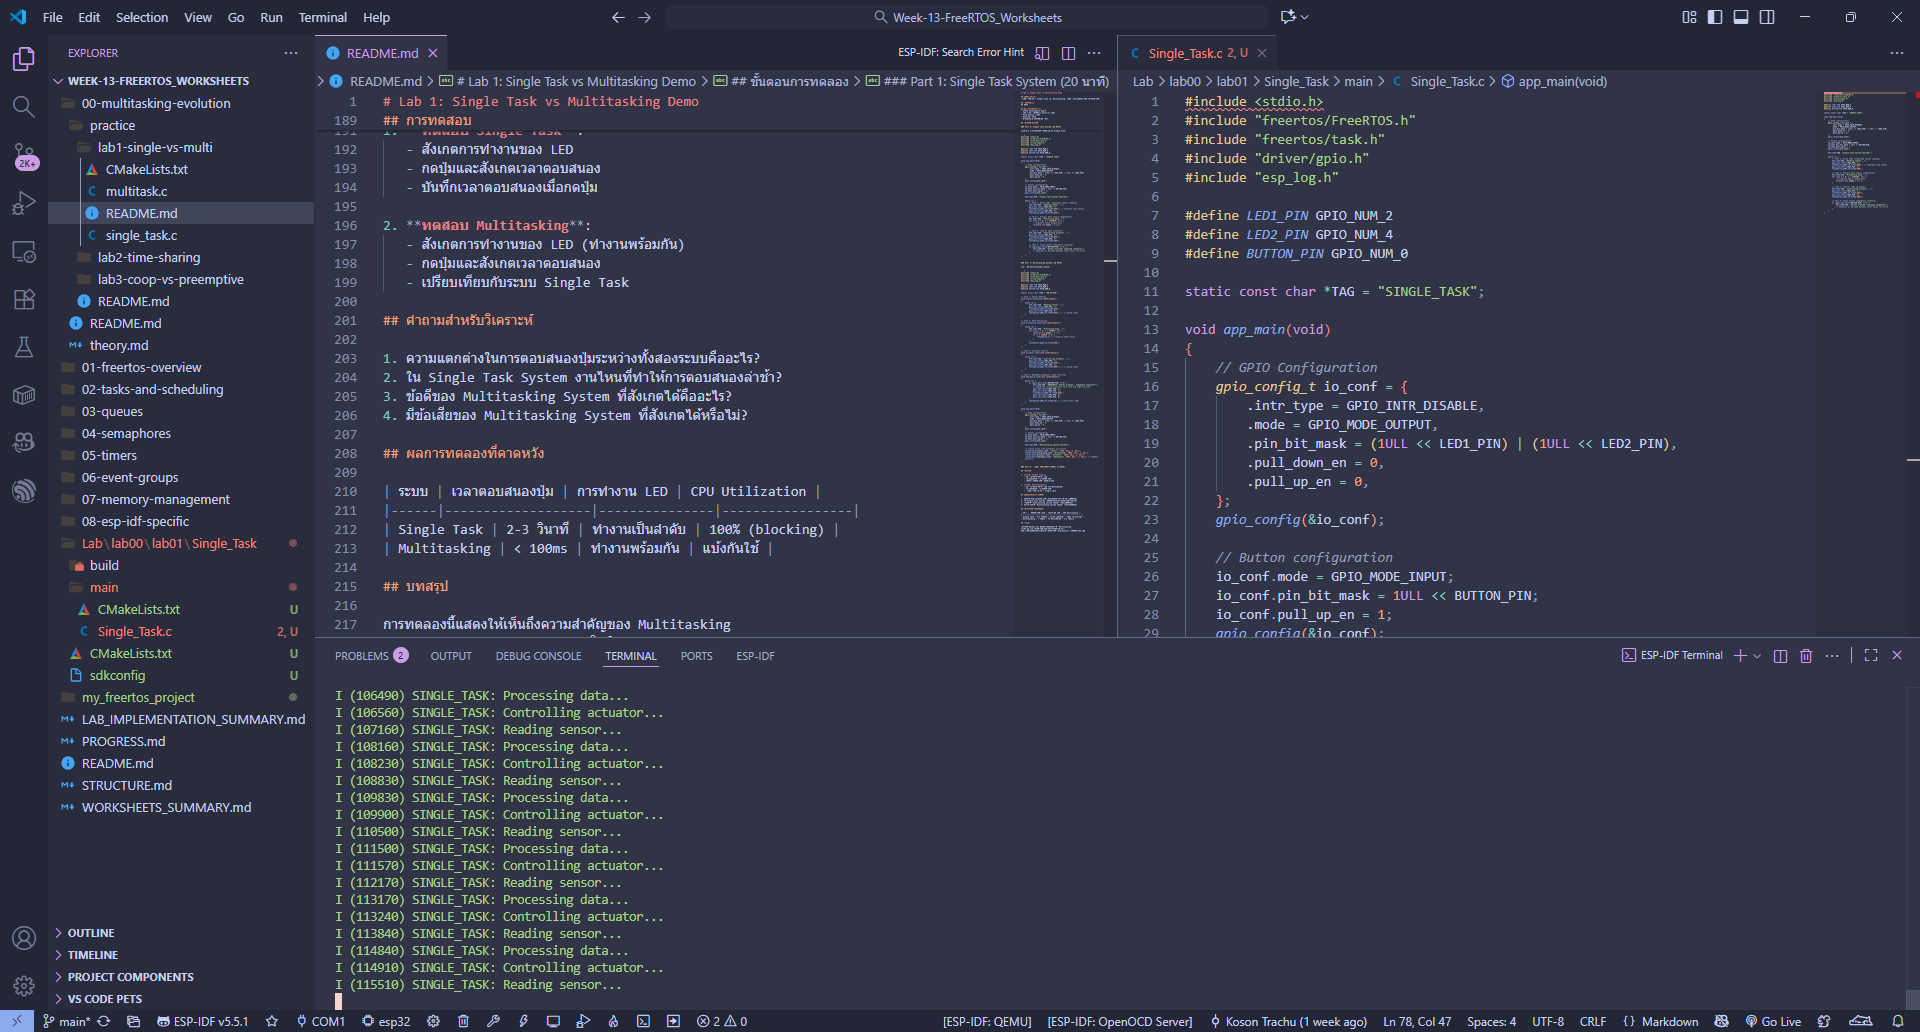 File Edit Selection View Go Run Terminal Help
Week-13-FreeRTOS_Worksheets
EXPLORER
WEEK-13-FREERTOS_WORKSHEETS
00-multitasking-evolution
practice
lab1-single-vs-multi
CMakeLists.txt
multitask.c
README.md
single_task.c
lab2-time-sharing
lab3-coop-vs-preemptive
README.md
README.md
theory.md
01-freertos-overview
02-tasks-and-scheduling
03-queues
04-semaphores
05-timers
06-event-groups
07-memory-management
08-esp-idf-specific
Lab\lab00\lab01\Single_Task
build
main
CMakeLists.txt U
Single_Task.c 2, U
CMakeLists.txt U
sdkconfig U
my_freertos_project
LAB_IMPLEMENTATION_SUMMARY.md
PROGRESS.md
README.md
STRUCTURE.md
WORKSHEETS_SUMMARY.md
OUTLINE
TIMELINE
PROJECT COMPONENTS
VS CODE PETS
2K+
README.md
ESP-IDF: Search Error Hint
README.md > # Lab 1: Single Task vs Multitasking Demo > ## ขั้นตอนการทดลอง > ### Part 1: Single Task System (20 นาที)
1 # Lab 1: Single Task vs Multitasking Demo
189 ## การทดสอบ
192 - สังเกตการทำงานของ LED
193 - กดปุ่มและสังเกตเวลาตอบสนอง
194 - บันทึกเวลาตอบสนองเมื่อกดปุ่ม
195
196 2. **ทดสอบ Multitasking**:
197 - สังเกตการทำงานของ LED (ทำงานพร้อมกัน)
198 - กดปุ่มและสังเกตเวลาตอบสนอง
199 - เปรียบเทียบกับระบบ Single Task
200
201 ## คำถามสำหรับวิเคราะห์
202
203 1. ความแตกต่างในการตอบสนองปุ่มระหว่างทั้งสองระบบคืออะไร?
204 2. ใน Single Task System งานไหนที่ทำให้การตอบสนองล่าช้า?
205 3. ข้อดีของ Multitasking System ที่สังเกตได้คืออะไร?
206 4. มีข้อเสียของ Multitasking System ที่สังเกตได้หรือไม่?
207
208 ## ผลการทดลองที่คาดหวัง
209
210 | ระบบ | เวลาตอบสนองปุ่ม | การทำงาน LED | CPU Utilization |
211 |------|-------------------|---------------|-----------------|
212 | Single Task | 2-3 วินาที | ทำงานเป็นลำดับ | 100% (blocking) |
213 | Multitasking | < 100ms | ทำงานพร้อมกัน | แบ่งกันใช้ |
214
215 ## บทสรุป
216
217 การทดลองนี้แสดงให้เห็นถึงความสำคัญของ Multitasking
Single_Task.c 2, U
Lab > lab00 > lab01 > Single_Task > main > Single_Task.c > app_main(void)
1 #include <stdio.h>
2 #include "freertos/FreeRTOS.h"
3 #include "freertos/task.h"
4 #include "driver/gpio.h"
5 #include "esp_log.h"
6
7 #define LED1_PIN GPIO_NUM_2
8 #define LED2_PIN GPIO_NUM_4
9 #define BUTTON_PIN GPIO_NUM_0
10
11 static const char *TAG = "SINGLE_TASK";
12
13 void app_main(void)
14 {
15 // GPIO Configuration
16 gpio_config_t io_conf = {
17 .intr_type = GPIO_INTR_DISABLE,
18 .mode = GPIO_MODE_OUTPUT,
19 .pin_bit_mask = (1ULL << LED1_PIN) | (1ULL << LED2_PIN),
20 .pull_down_en = 0,
21 .pull_up_en = 0,
22 };
23 gpio_config(&io_conf);
24
25 // Button configuration
26 io_conf.mode = GPIO_MODE_INPUT;
27 io_conf.pin_bit_mask = 1ULL << BUTTON_PIN;
28 io_conf.pull_up_en = 1;
29 gpio_config(&io_conf);
PROBLEMS 2 OUTPUT DEBUG CONSOLE TERMINAL PORTS ESP-IDF
ESP-IDF Terminal
I (106490) SINGLE_TASK: Processing data...
I (106560) SINGLE_TASK: Controlling actuator...
I (107160) SINGLE_TASK: Reading sensor...
I (108160) SINGLE_TASK: Processing data...
I (108230) SINGLE_TASK: Controlling actuator...
I (108830) SINGLE_TASK: Reading sensor...
I (109830) SINGLE_TASK: Processing data...
I (109900) SINGLE_TASK: Controlling actuator...
I (110500) SINGLE_TASK: Reading sensor...
I (111500) SINGLE_TASK: Processing data...
I (111570) SINGLE_TASK: Controlling actuator...
I (112170) SINGLE_TASK: Reading sensor...
I (113170) SINGLE_TASK: Processing data...
I (113240) SINGLE_TASK: Controlling actuator...
I (113840) SINGLE_TASK: Reading sensor...
I (114840) SINGLE_TASK: Processing data...
I (114910) SINGLE_TASK: Controlling actuator...
I (115510) SINGLE_TASK: Reading sensor...
main* ESP-IDF v5.5.1 COM1 esp32 2 0 [ESP-IDF: QEMU] [ESP-IDF: OpenOCD Server] Koson Trachu (1 week ago) Ln 78, Col 47 Spaces: 4 UTF-8 CRLF {} Markdown Go Live